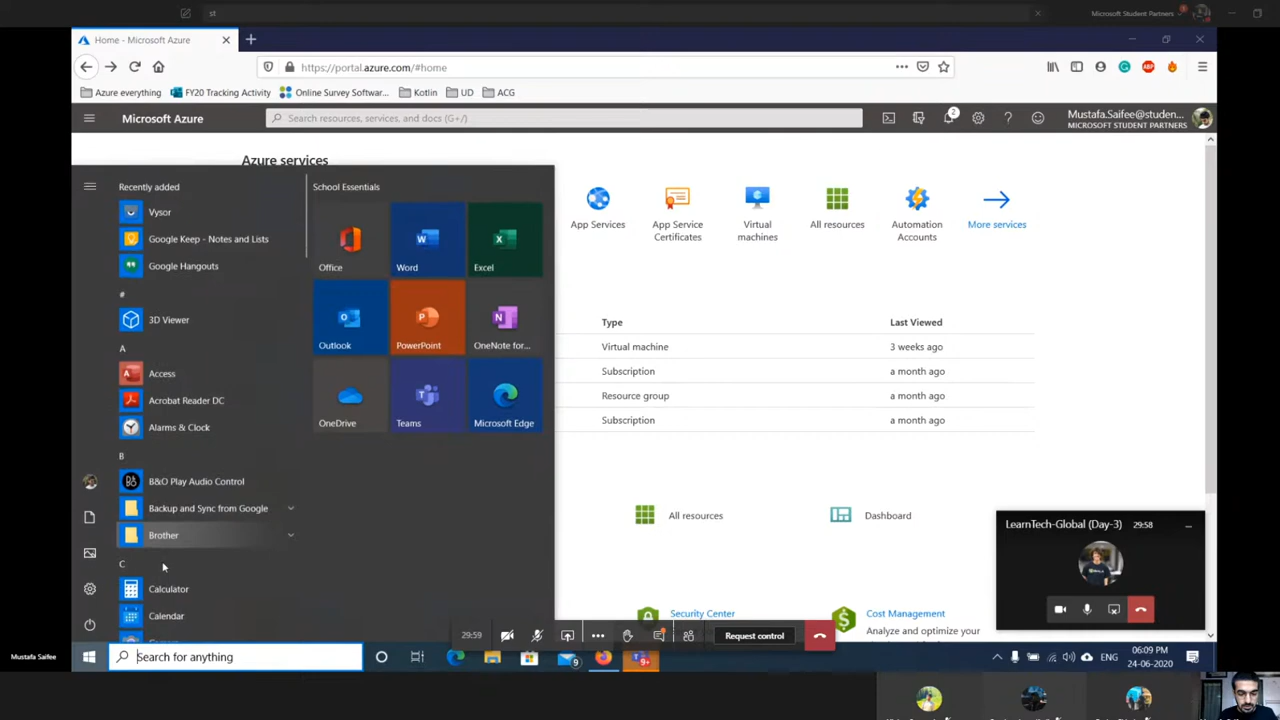 st
Microsoft Student Partners
Home - Microsoft Azure
https://portal.azure.com/#home
Azure everything
FY20 Tracking Activity
Online Survey Softwar...
Kotlin
UD
ACG
Microsoft Azure
Search resources, services, and docs (G+/)
2
Mustafa.Saifee@studen...
MICROSOFT STUDENT PARTNERS
Azure services
App Services
App Service Certificates
Virtual machines
All resources
Automation Accounts
More services
Type
Last Viewed
Virtual machine
3 weeks ago
Subscription
a month ago
Resource group
a month ago
Subscription
a month ago
All resources
Dashboard
Security Center
Cost Management
Analyze and optimize your
Recently added
Vysor
Google Keep - Notes and Lists
Google Hangouts
#
3D Viewer
A
Access
Acrobat Reader DC
Alarms & Clock
B
B&O Play Audio Control
Backup and Sync from Google
Brother
C
Calculator
Calendar
School Essentials
Office
Word
Excel
Outlook
PowerPoint
OneNote for...
OneDrive
Teams
Microsoft Edge
LearnTech-Global (Day-3)
29:58
29:59
Request control
Mustafa Saifee
Search for anything
9
9+
ENG
06:09 PM
24-06-2020